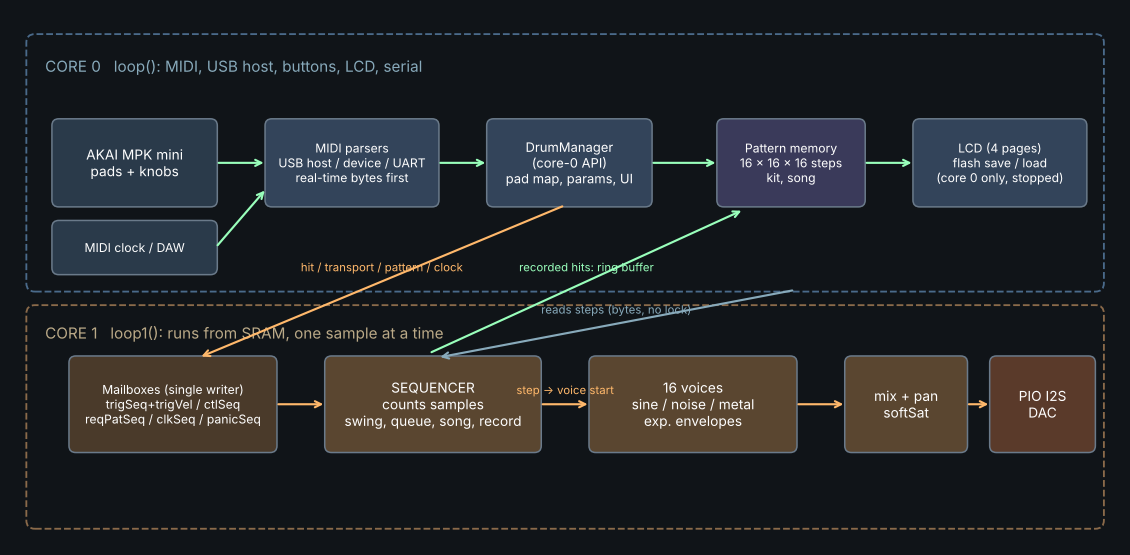 CORE 0   loop(): MIDI, USB host, buttons, LCD, serial
AKAI MPK mini
pads + knobs
MIDI parsers
USB host / device / UART
real-time bytes first
DrumManager
(core-0 API)
pad map, params, UI
Pattern memory
16 × 16 × 16 steps
kit, song
LCD (4 pages)
flash save / load
(core 0 only, stopped)
MIDI clock / DAW
hit / transport / pattern / clock
recorded hits: ring buffer
reads steps (bytes, no lock)
CORE 1   loop1(): runs from SRAM, one sample at a time
Mailboxes (single writer)
trigSeq+trigVel / ctlSeq
reqPatSeq / clkSeq / panicSeq
SEQUENCER
counts samples
swing, queue, song, record
step → voice start
16 voices
sine / noise / metal
exp. envelopes
mix + pan
softSat
PIO I2S
DAC